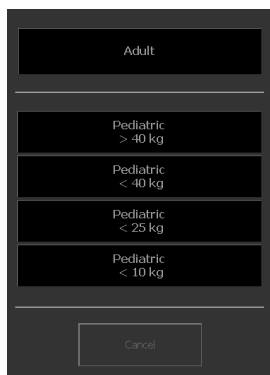 Adult
Pediatric
> 40 kg
Pediatric
< 40 kg
Pediatric
< 25 kg
Pediatric
< 10 kg
Cancel